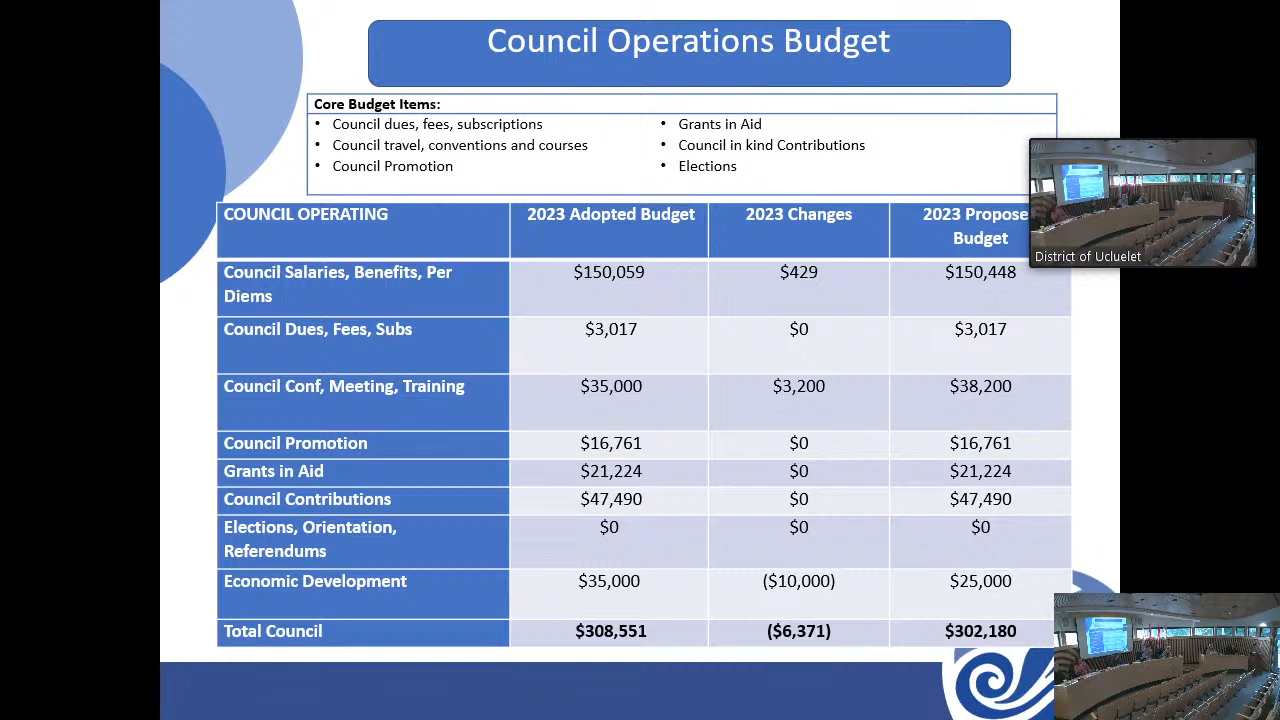 Council Operations Budget
Core Budget Items:
• Council dues, fees, subscriptions
• Council travel, conventions and courses
• Council Promotion
• Grants in Aid
• Council in kind Contributions
• Elections
COUNCIL OPERATING 2023 Adopted Budget 2023 Changes 2023 Propose
Budget
Council Salaries, Benefits, Per $150,059 $429 $150,448
Diems
Council Dues, Fees, Subs $3,017 $0 $3,017
Council Conf, Meeting, Training $35,000 $3,200 $38,200
Council Promotion $16,761 $0 $16,761
Grants in Aid $21,224 $0 $21,224
Council Contributions $47,490 $0 $47,490
Elections, Orientation, $0 $0 $0
Referendums
Economic Development $35,000 ($10,000) $25,000
Total Council $308,551 ($6,371) $302,180
District of Ucluelet